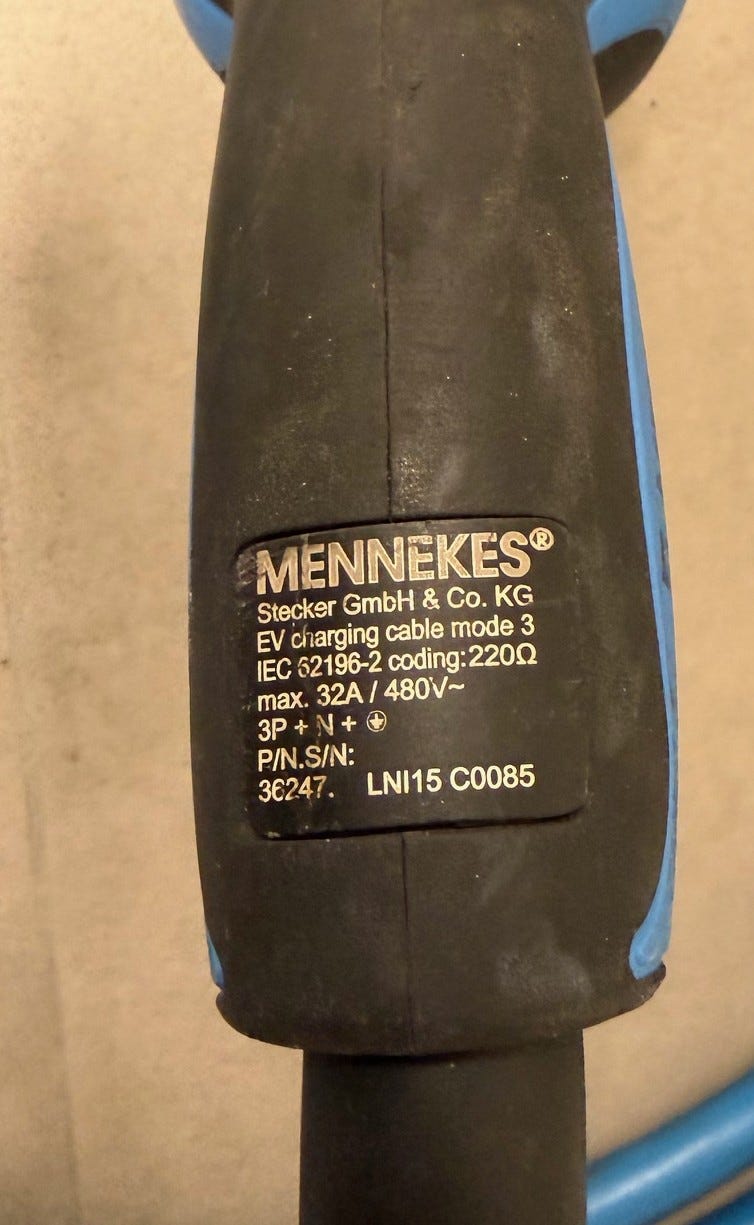 MENNEKES®
Stecker GmbH & Co. KG
EV charging cable mode 3
IEC 62196-2 coding: 220Ω
max. 32A / 480V~
3P + N + ⏚
P/N.S/N:
36247. LNI15 C0085